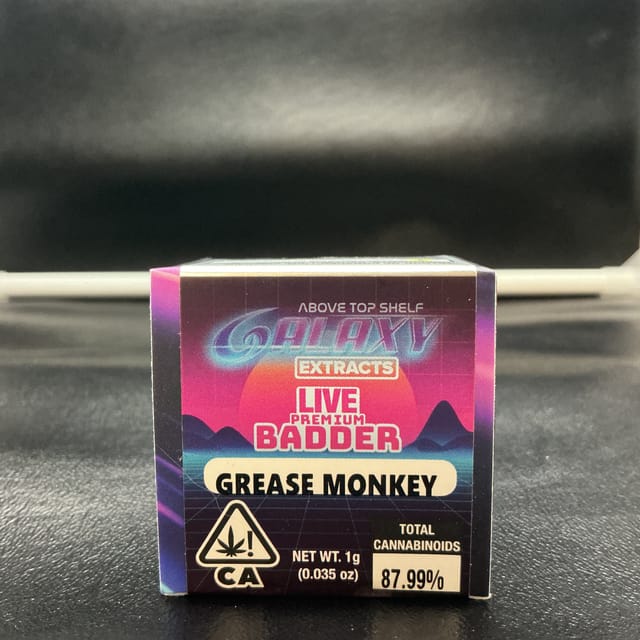 ABOVE TOP SHELF
GALAXY
EXTRACTS
LIVE
PREMIUM
BADDER
GREASE MONKEY
!
CA
NET WT. 1g
(0.035 oz)
TOTAL
CANNABINOIDS
87.99%